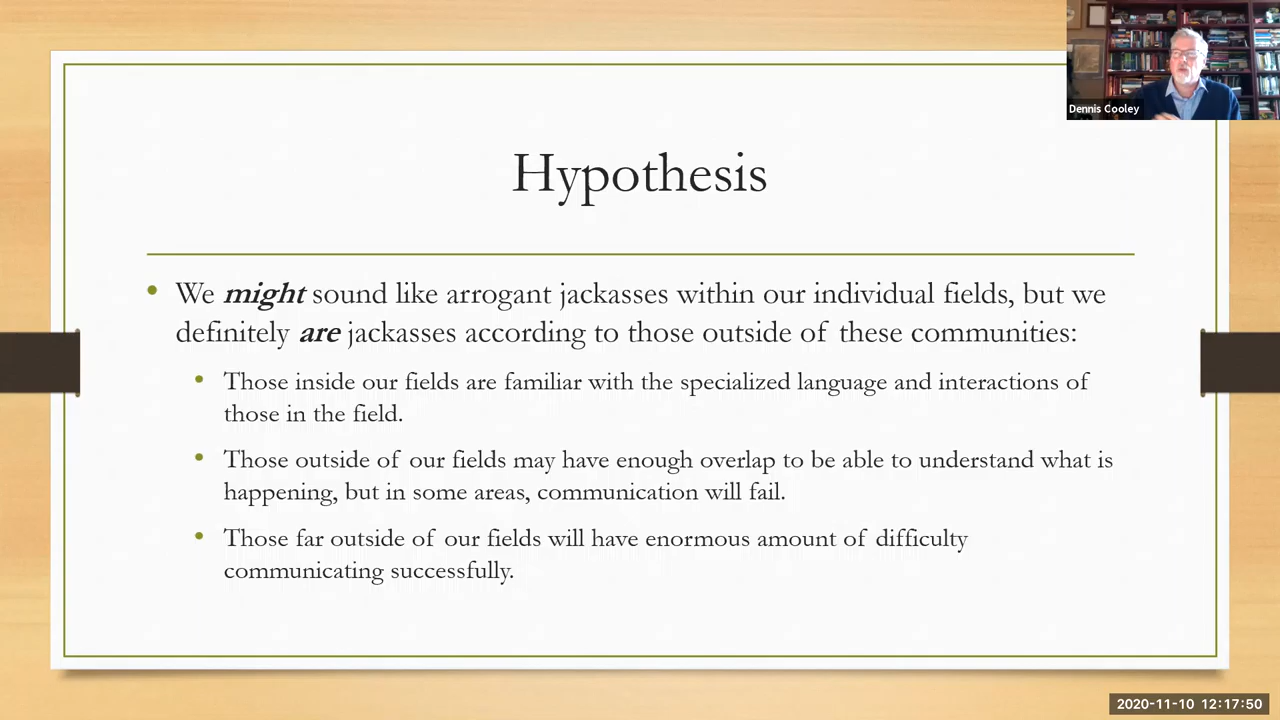 Dennis Cooley
Hypothesis
• We might sound like arrogant jackasses within our individual fields, but we
definitely are jackasses according to those outside of these communities:
• Those inside our fields are familiar with the specialized language and interactions of
those in the field.
• Those outside of our fields may have enough overlap to be able to understand what is
happening, but in some areas, communication will fail.
• Those far outside of our fields will have enormous amount of difficulty
communicating successfully.
2020-11-10 12:17:50